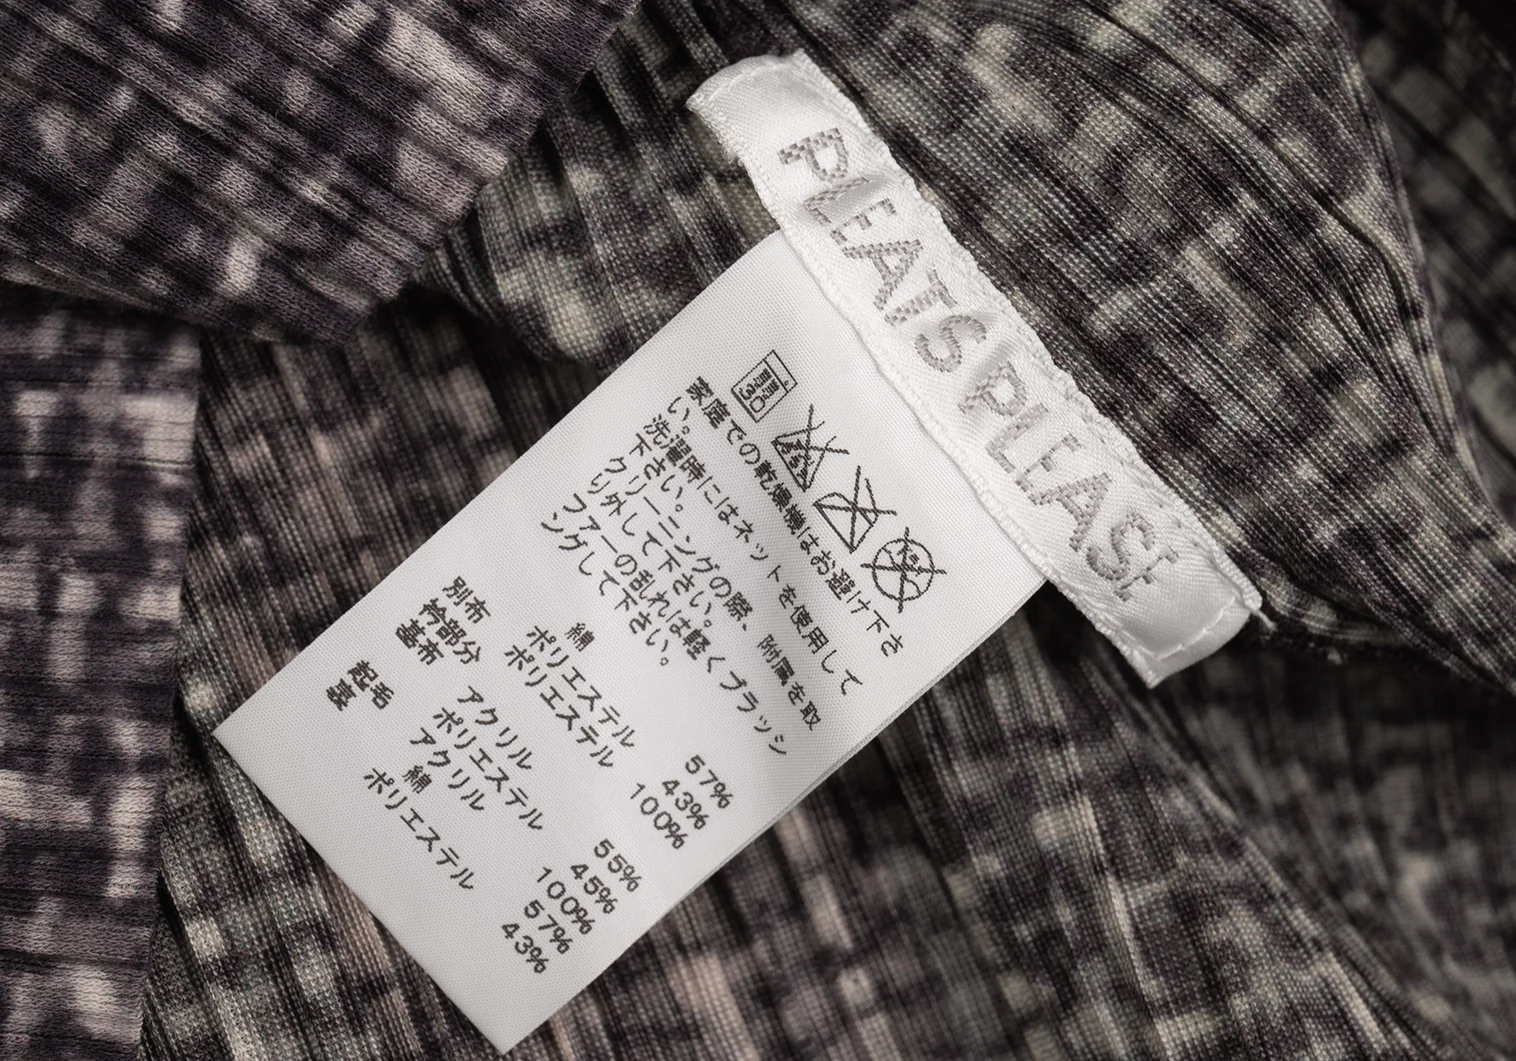 PLEATS PLEASE
家庭での乾燥機はお避け下さ
い。洗濯時にはネットを使用して
下さい。クリーニングの際、附属を取
り外して下さい。
ファーの乱れは軽くブラッシ
ングして下さい。
別布 綿 57%
ポリエステル 43%
衿部分 ポリエステル 100%
基布
アクリル 55%
ポリエステル 45%
起毛 アクリル 100%
綿 57%
ポリエステル 43%